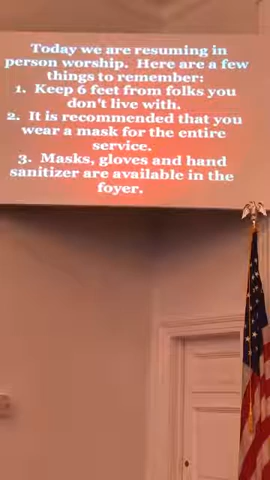 Today we are resuming in
person worship. Here are a few
things to remember:
1. Keep 6 feet from folks you
don't live with.
2. It is recommended that you
wear a mask for the entire
service.
3. Masks, gloves and hand
sanitizer are available in the
foyer.